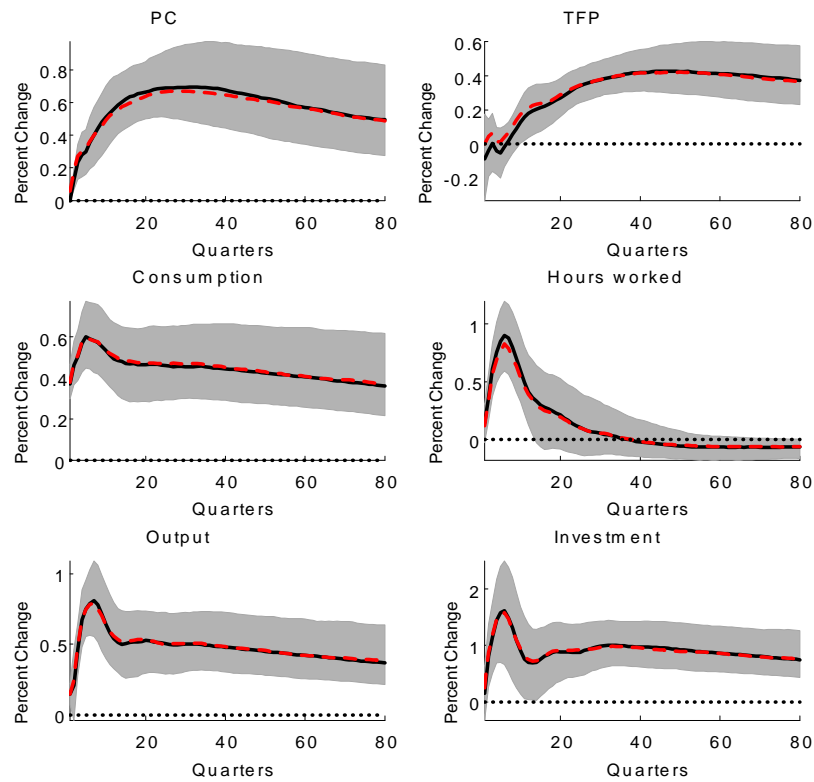 PC
Percent Change
0.8
0.6
0.4
0.2
0
20 40 60 80
Quarters
TFP
Percent Change
0.6
0.4
0.2
0
-0.2
20 40 60 80
Quarters
Consumption
Percent Change
0.6
0.4
0.2
0
20 40 60 80
Quarters
Hours worked
Percent Change
1
0.5
0
20 40 60 80
Quarters
Output
Percent Change
1
0.5
0
20 40 60 80
Quarters
Investment
Percent Change
2
1
0
20 40 60 80
Quarters